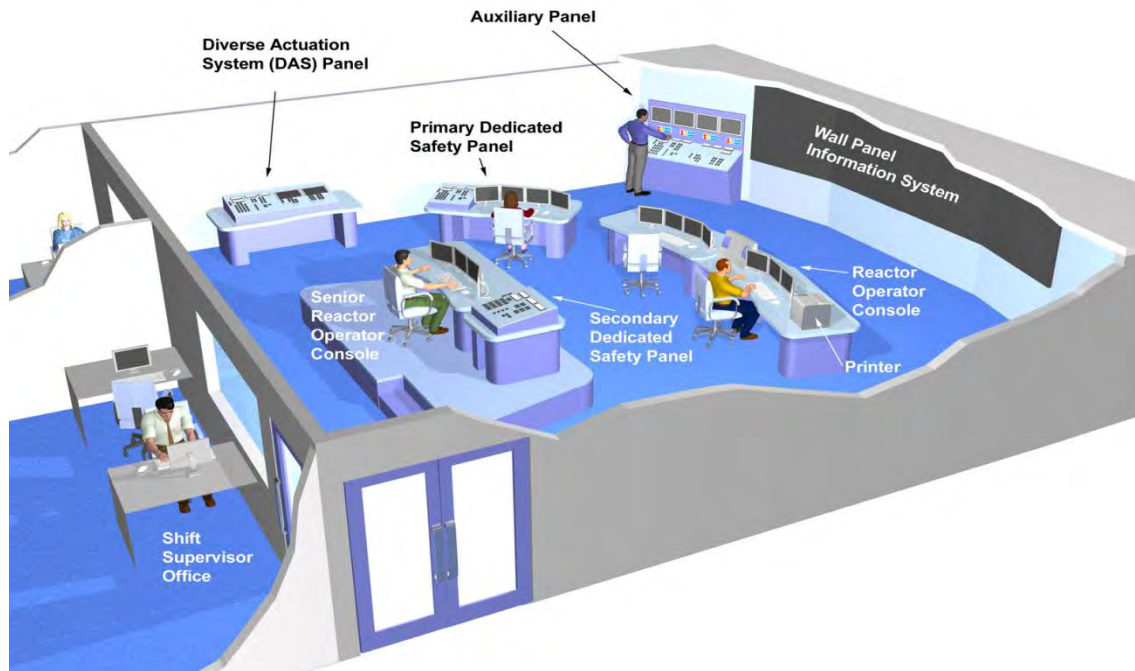 Auxiliary Panel
Diverse Actuation
System (DAS) Panel
Primary Dedicated
Safety Panel
Wall Panel
Information System
Senior
Reactor
Operator
Console
Secondary
Dedicated
Safety Panel
Reactor
Operator
Console
Printer
Shift
Supervisor
Office